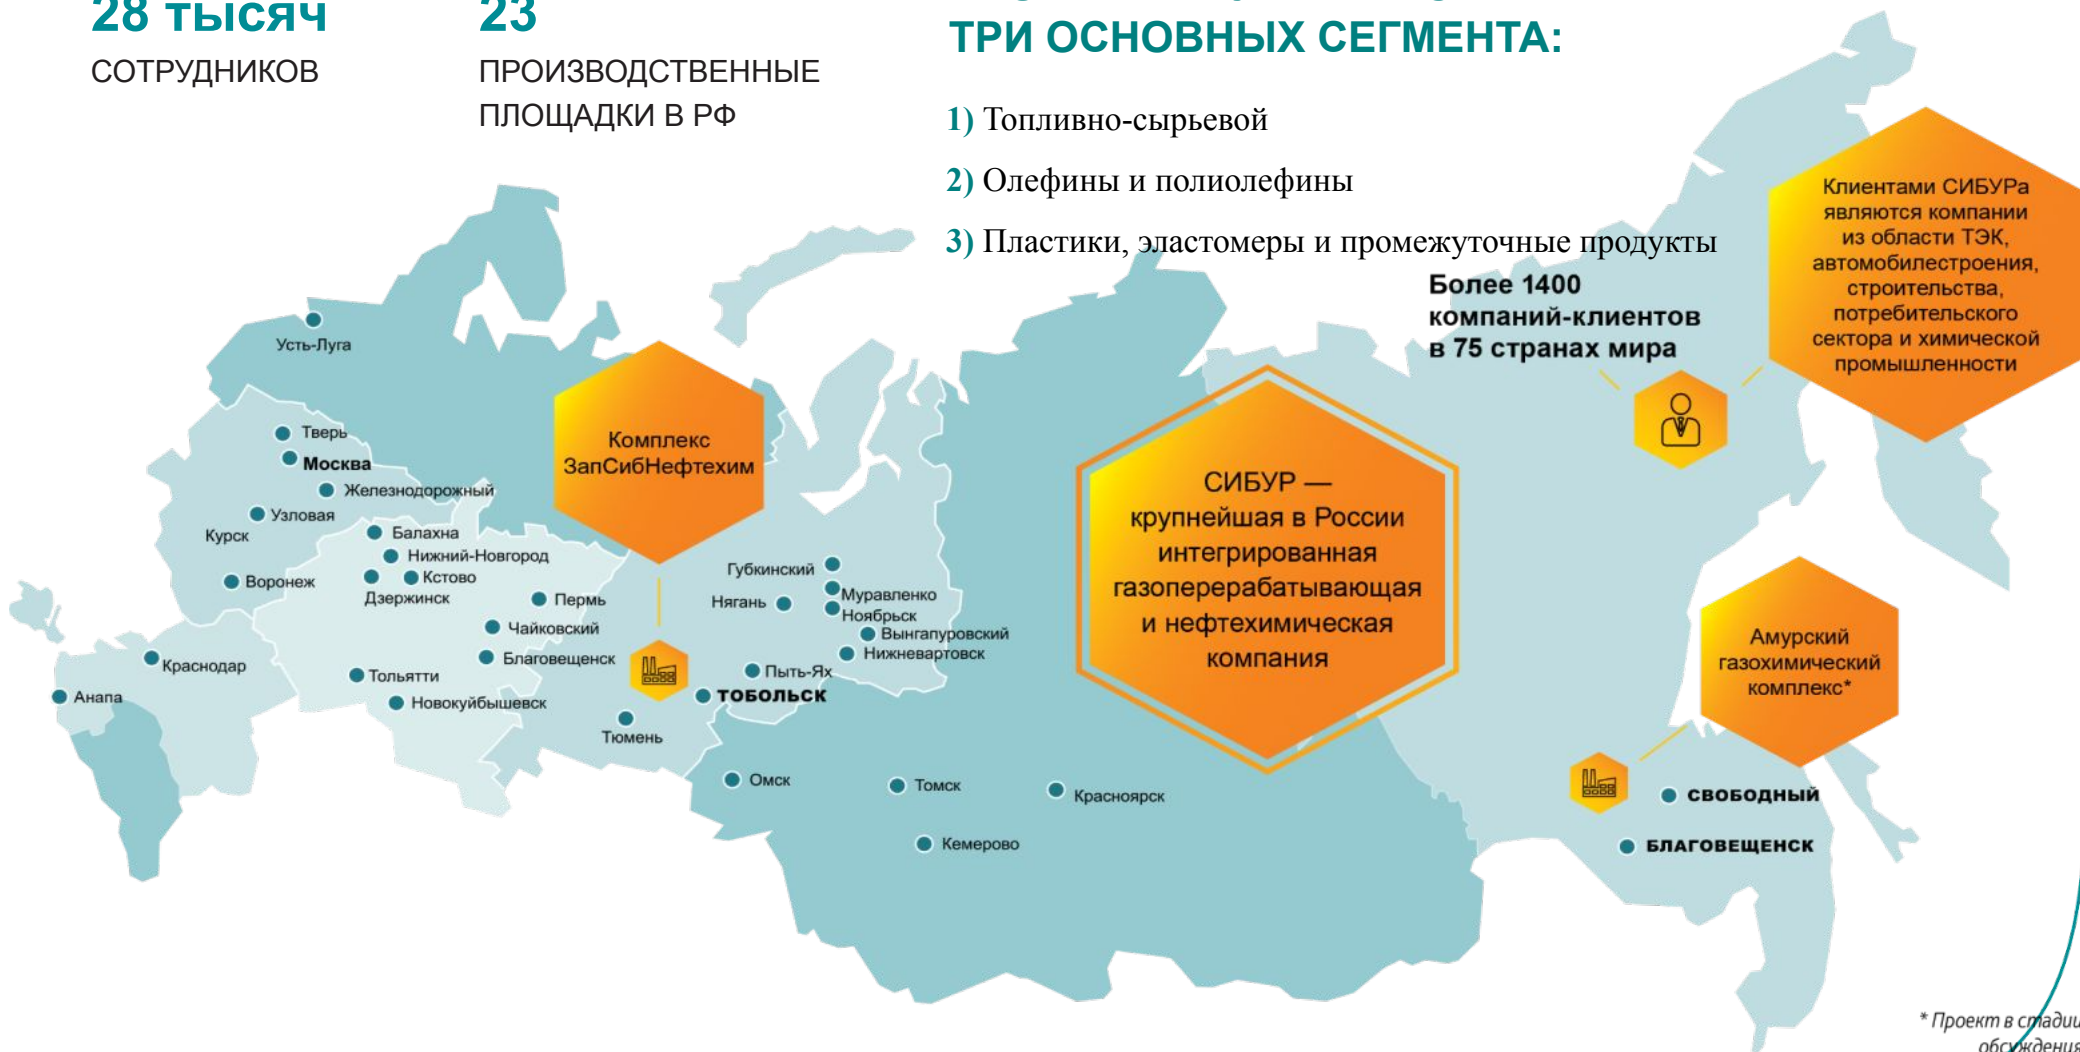 28 тысяч
СОТРУДНИКОВ
23
ПРОИЗВОДСТВЕННЫЕ
ПЛОЩАДКИ В РФ
ТРИ ОСНОВНЫХ СЕГМЕНТА:
1) Топливно-сырьевой
2) Олефины и полиолефины
3) Пластики, эластомеры и промежуточные продукты
Более 1400
компаний-клиентов
в 75 странах мира
Клиентами СИБУРа
являются компании
из области ТЭК,
автомобилестроения,
строительства,
потребительского
сектора и химической
промышленности
Усть-Луга
Тверь
Москва
Железнодорожный
Узловая
Курск
Воронеж
Балахна
Нижний-Новгород
Кстово
Дзержинск
Пермь
Чайковский
Благовещенск
Тольятти
Новокуйбышевск
Краснодар
Анапа
Комплекс
ЗапСибНефтехим
Губкинский
Нягань
Муравленко
Ноябрьск
Вынгапуровский
Нижневартовск
Пыть-Ях
ТОБОЛЬСК
Тюмень
Омск
Томск
Кемерово
Красноярск
СИБУР —
крупнейшая в России
интегрированная
газоперерабатывающая
и нефтехимическая
компания
Амурский
газохимический
комплекс*
СВОБОДНЫЙ
БЛАГОВЕЩЕНСК
* Проект в стадии
обсуждения